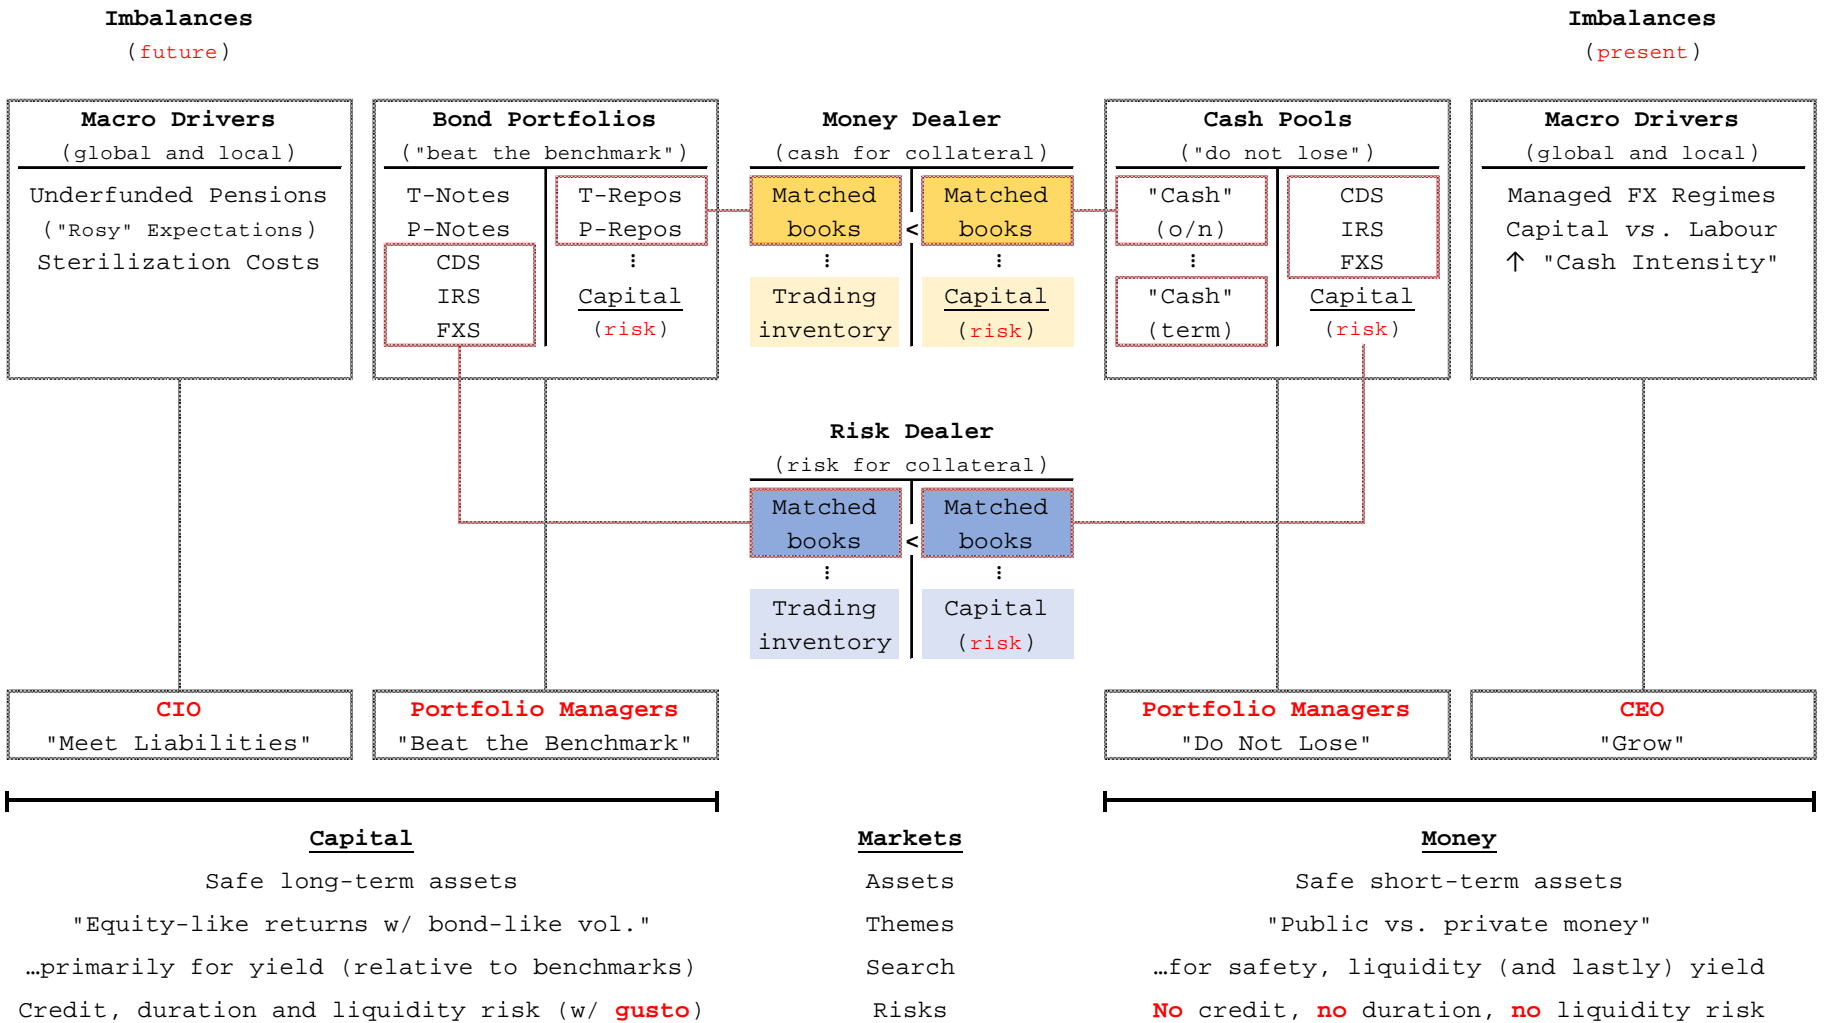 Imbalances
(future)
Imbalances
(present)
Macro Drivers
(global and local)
Underfunded Pensions
("Rosy" Expectations)
Sterilization Costs
Bond Portfolios
("beat the benchmark")
T-Notes
P-Notes
CDS
IRS
FXS
T-Repos
P-Repos
⋮
Capital
(risk)
Money Dealer
(cash for collateral)
Matched
books
⋮
Trading
inventory
<
Matched
books
⋮
Capital
(risk)
Cash Pools
("do not lose")
"Cash"
(o/n)
⋮
"Cash"
(term)
CDS
IRS
FXS
Capital
(risk)
Macro Drivers
(global and local)
Managed FX Regimes
Capital vs. Labour
↑ "Cash Intensity"
Risk Dealer
(risk for collateral)
Matched
books
⋮
Trading
inventory
<
Matched
books
⋮
Capital
(risk)
CIO
"Meet Liabilities"
Portfolio Managers
"Beat the Benchmark"
Portfolio Managers
"Do Not Lose"
CEO
"Grow"
Capital
Markets
Money
Safe long-term assets
Assets
Safe short-term assets
"Equity-like returns w/ bond-like vol."
Themes
"Public vs. private money"
…primarily for yield (relative to benchmarks)
Search
…for safety, liquidity (and lastly) yield
Credit, duration and liquidity risk (w/ gusto)
Risks
No credit, no duration, no liquidity risk